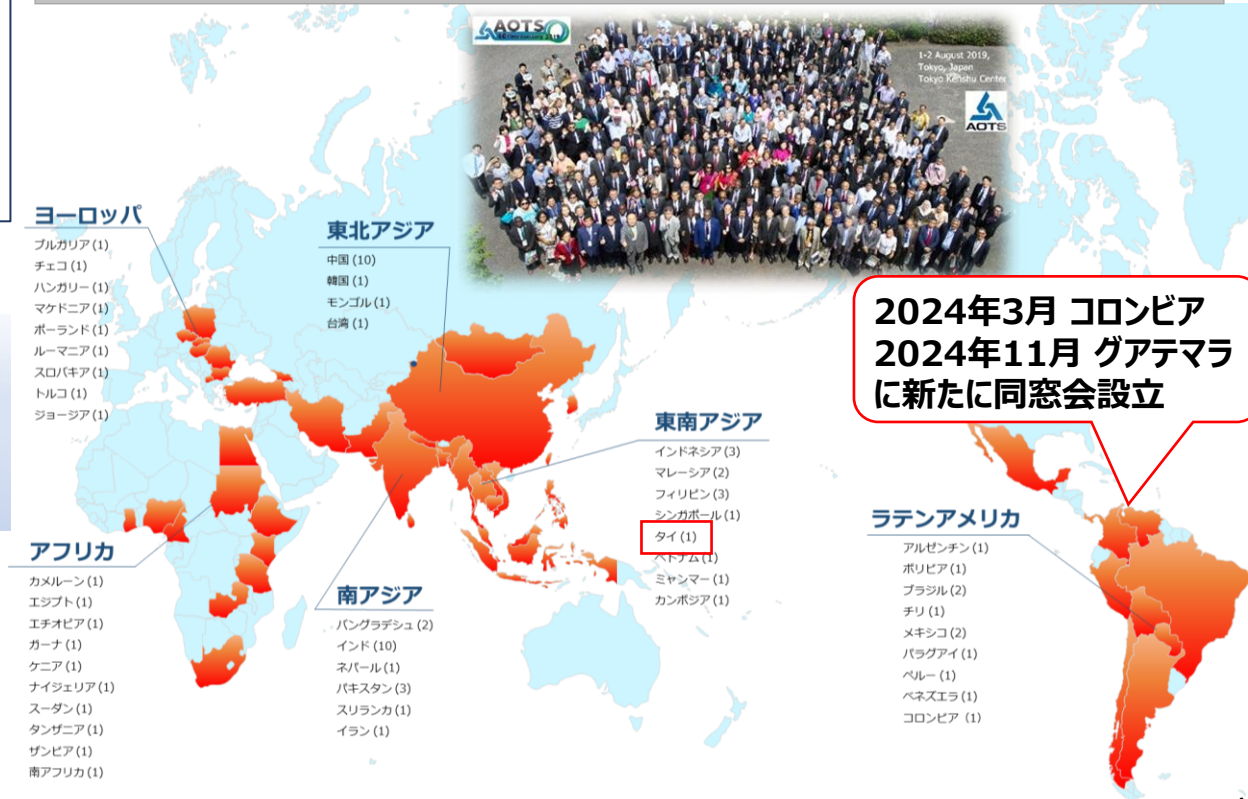 AOTS
1-2 August 2019,
Tokyo, Japan
Tokyo Kenshu Center
AOTS
ヨーロッパ
ブルガリア (1)
チェコ (1)
ハンガリー (1)
マケドニア (1)
ポーランド (1)
ルーマニア (1)
スロバキア (1)
トルコ (1)
ジョージア (1)
東北アジア
中国 (10)
韓国 (1)
モンゴル (1)
台湾 (1)
2024年3月 コロンビア
2024年11月 グアテマラ
に新たに同窓会設立
東南アジア
インドネシア (3)
マレーシア (2)
フィリピン (3)
シンガポール (1)
タイ (1)
ベトナム (1)
ミャンマー (1)
カンボジア (1)
ラテンアメリカ
アルゼンチン (1)
ボリビア (1)
ブラジル (2)
チリ (1)
メキシコ (2)
パラグアイ (1)
ペルー (1)
ベネズエラ (1)
コロンビア (1)
アフリカ
カメルーン (1)
エジプト (1)
エチオピア (1)
ガーナ (1)
ケニア (1)
ナイジェリア (1)
スーダン (1)
タンザニア (1)
ザンビア (1)
南アフリカ (1)
南アジア
バングラデシュ (2)
インド (10)
ネパール (1)
パキスタン (3)
スリランカ (1)
イラン (1)